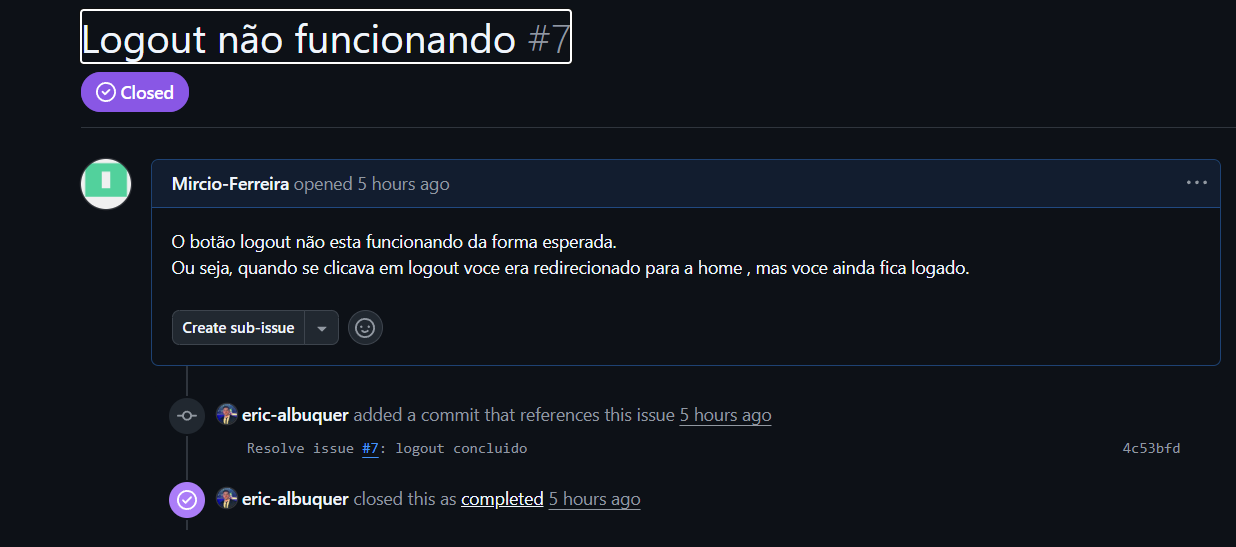 Logout não funcionando #7
Closed
Mircio-Ferreira opened 5 hours ago
O botão logout não esta funcionando da forma esperada.
Ou seja, quando se clicava em logout voce era redirecionado para a home , mas voce ainda fica logado.
Create sub-issue
eric-albuquer added a commit that references this issue 5 hours ago
Resolve issue #7: logout concluido 4c53bfd
eric-albuquer closed this as completed 5 hours ago